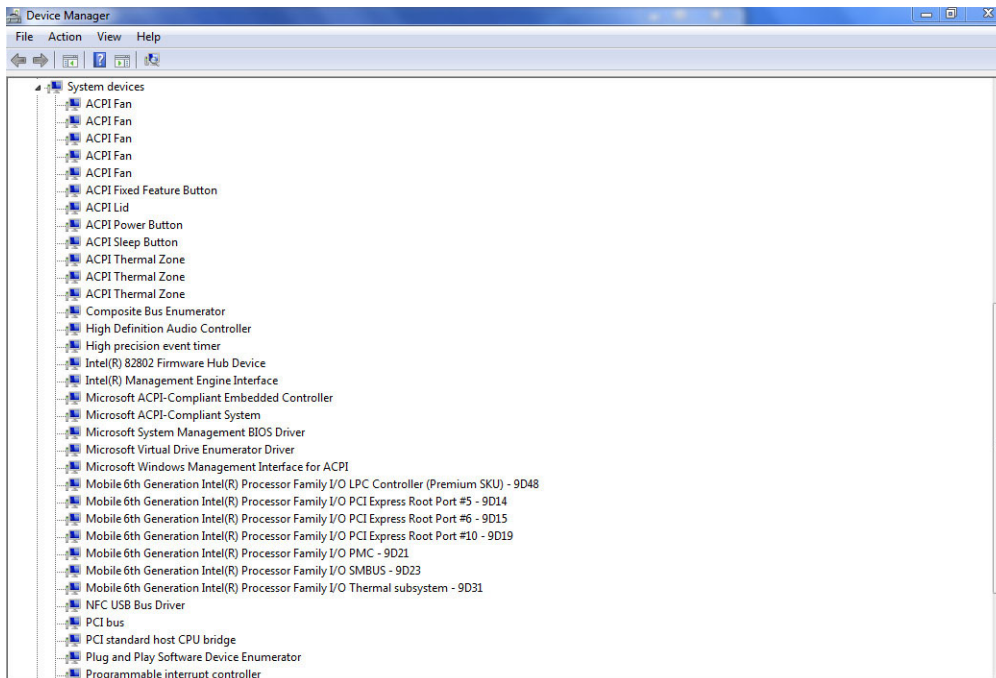 Device Manager
File Action View Help
System devices
ACPI Fan
ACPI Fan
ACPI Fan
ACPI Fan
ACPI Fan
ACPI Fixed Feature Button
ACPI Lid
ACPI Power Button
ACPI Sleep Button
ACPI Thermal Zone
ACPI Thermal Zone
ACPI Thermal Zone
Composite Bus Enumerator
High Definition Audio Controller
High precision event timer
Intel(R) 82802 Firmware Hub Device
Intel(R) Management Engine Interface
Microsoft ACPI-Compliant Embedded Controller
Microsoft ACPI-Compliant System
Microsoft System Management BIOS Driver
Microsoft Virtual Drive Enumerator Driver
Microsoft Windows Management Interface for ACPI
Mobile 6th Generation Intel(R) Processor Family I/O LPC Controller (Premium SKU) - 9D48
Mobile 6th Generation Intel(R) Processor Family I/O PCI Express Root Port #5 - 9D14
Mobile 6th Generation Intel(R) Processor Family I/O PCI Express Root Port #6 - 9D15
Mobile 6th Generation Intel(R) Processor Family I/O PCI Express Root Port #10 - 9D19
Mobile 6th Generation Intel(R) Processor Family I/O PMC - 9D21
Mobile 6th Generation Intel(R) Processor Family I/O SMBUS - 9D23
Mobile 6th Generation Intel(R) Processor Family I/O Thermal subsystem - 9D31
NFC USB Bus Driver
PCI bus
PCI standard host CPU bridge
Plug and Play Software Device Enumerator
Programmable interrupt controller